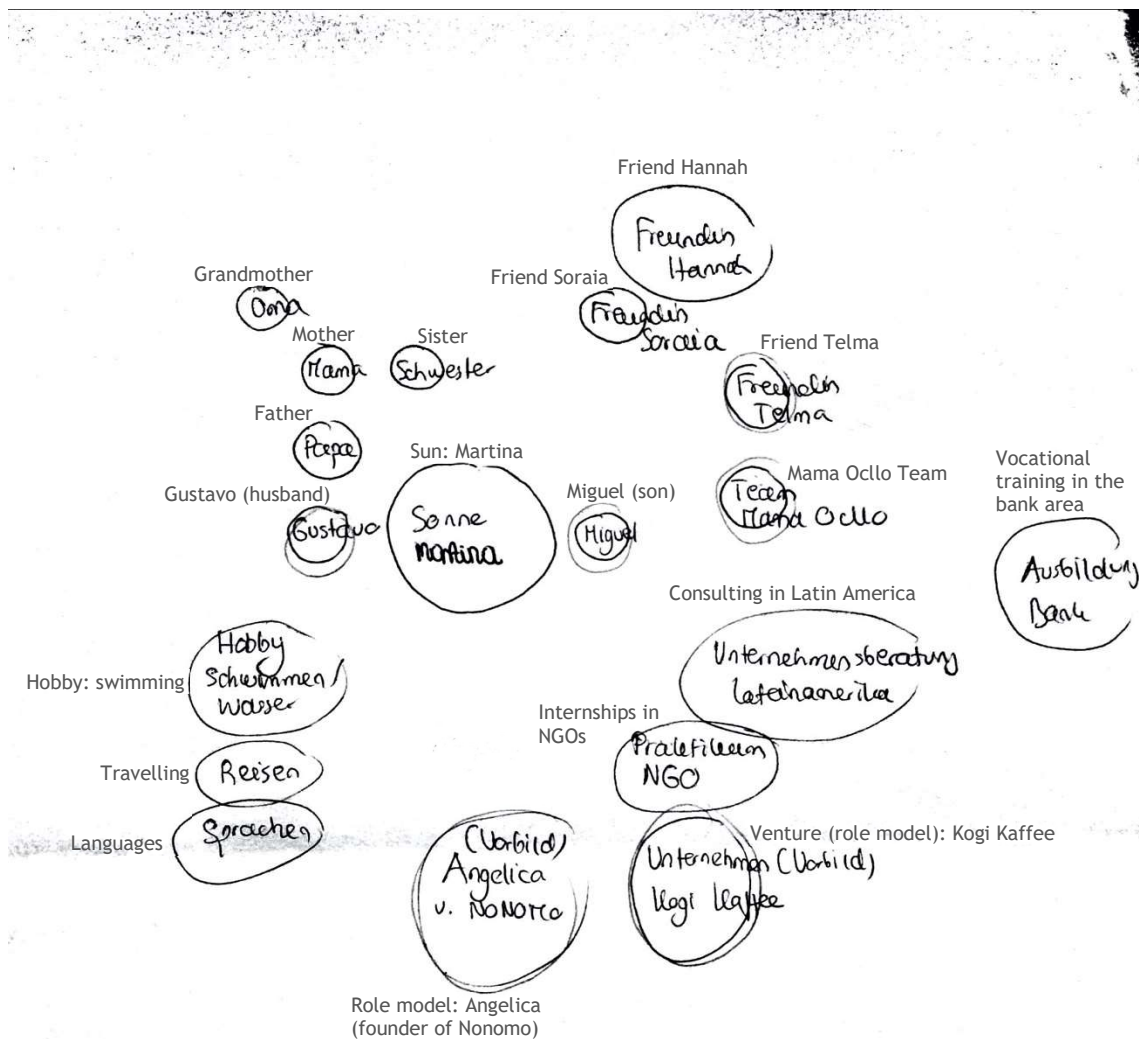 Friend Hannah
Freundin
Hannah
Grandmother
Oma
Friend Soraia
Freundin
Soraia
Mother
Mama
Sister
Schwester
Friend Telma
Freundin
Telma
Father
Papa
Sun: Martina
Sonne
Martina
Gustavo (husband)
Gustavo
Miguel (son)
Miguel
Mama Ocllo Team
Team
Mama Ocllo
Vocational
training in the
bank area
Ausbildung
Bank
Consulting in Latin America
Unternehmensberatung
Lateinamerika
Hobby: swimming
Hobby
Schwimmen/
Wasser
Internships in
NGOs
Praktikum
NGO
Travelling
Reisen
Languages
Sprachen
(Vorbild)
Angelica
v. NONOMO
Venture (role model): Kogi Kaffee
Unternehmen (Vorbild)
Kogi Kaffee
Role model: Angelica
(founder of Nonomo)